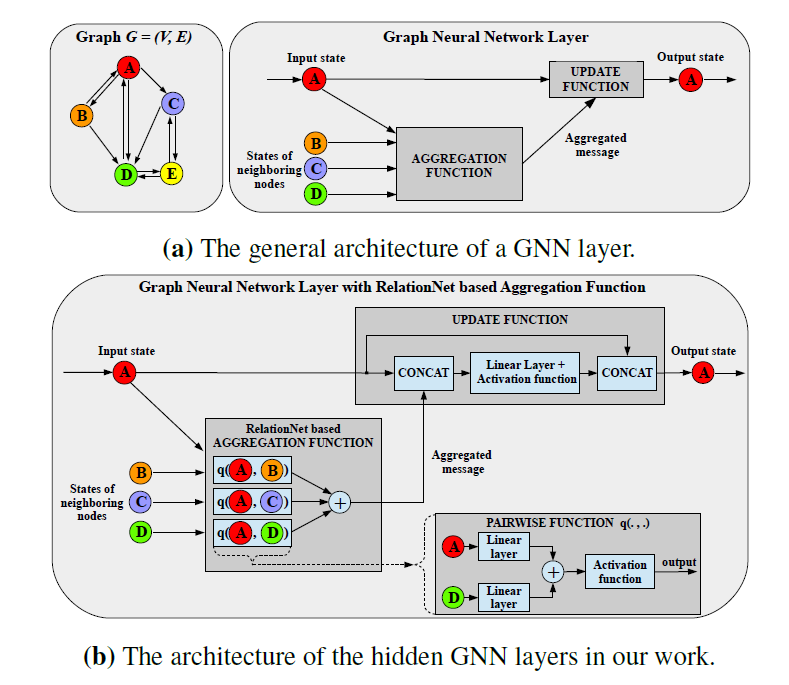 Graph G = (V, E)
A
B
C
D
E
Graph Neural Network Layer
Input state
A
B
C
D
States of
neighboring
nodes
AGGREGATION
FUNCTION
UPDATE
FUNCTION
Aggregated
message
Output state
A
(a) The general architecture of a GNN layer.
Graph Neural Network Layer with RelationNet based Aggregation Function
UPDATE FUNCTION
Input state
A
CONCAT
Linear Layer +
Activation function
CONCAT
Output state
A
RelationNet based
AGGREGATION FUNCTION
q(A, B)
q(A, C)
q(A, D)
+
Aggregated
message
States of
neighboring
nodes
B
C
D
PAIRWISE FUNCTION q(. , .)
A
Linear
layer
D
Linear
layer
+
Activation
function
output
(b) The architecture of the hidden GNN layers in our work.